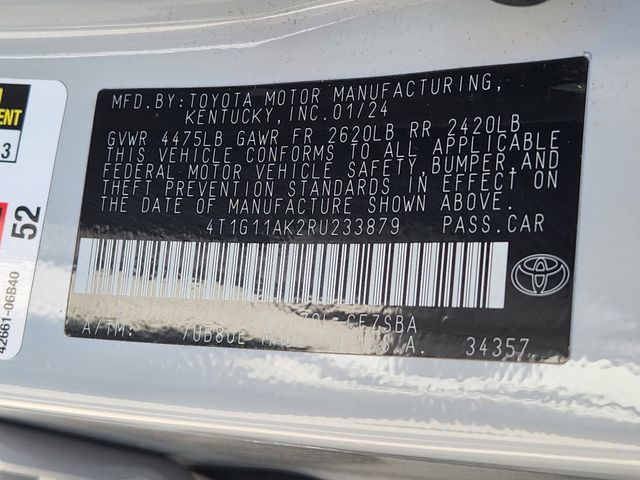 MFD.BY:TOYOTA MOTOR MANUFACTURING,
KENTUCKY, INC.01/24
GVWR 4475LB GAWR FR 2620LB RR 2420LB
THIS VEHICLE CONFORMS TO ALL APPLICABLE
FEDERAL MOTOR VEHICLE SAFETY,BUMPER,AND
THEFT PREVENTION STANDARDS IN EFFECT ON
THE DATE OF MANUFACTURE SHOWN ABOVE.
4T1G11AK2RU233879 PASS.CAR
A/TM:
U.S.A. 34357
3
52
42661-06B40